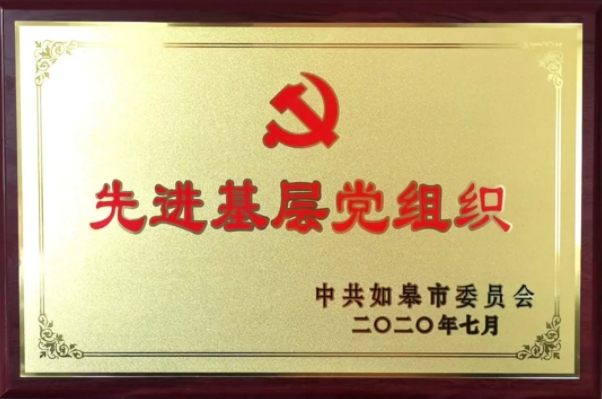 先进基层党组织
中共如皋市委员会
二〇二〇年七月